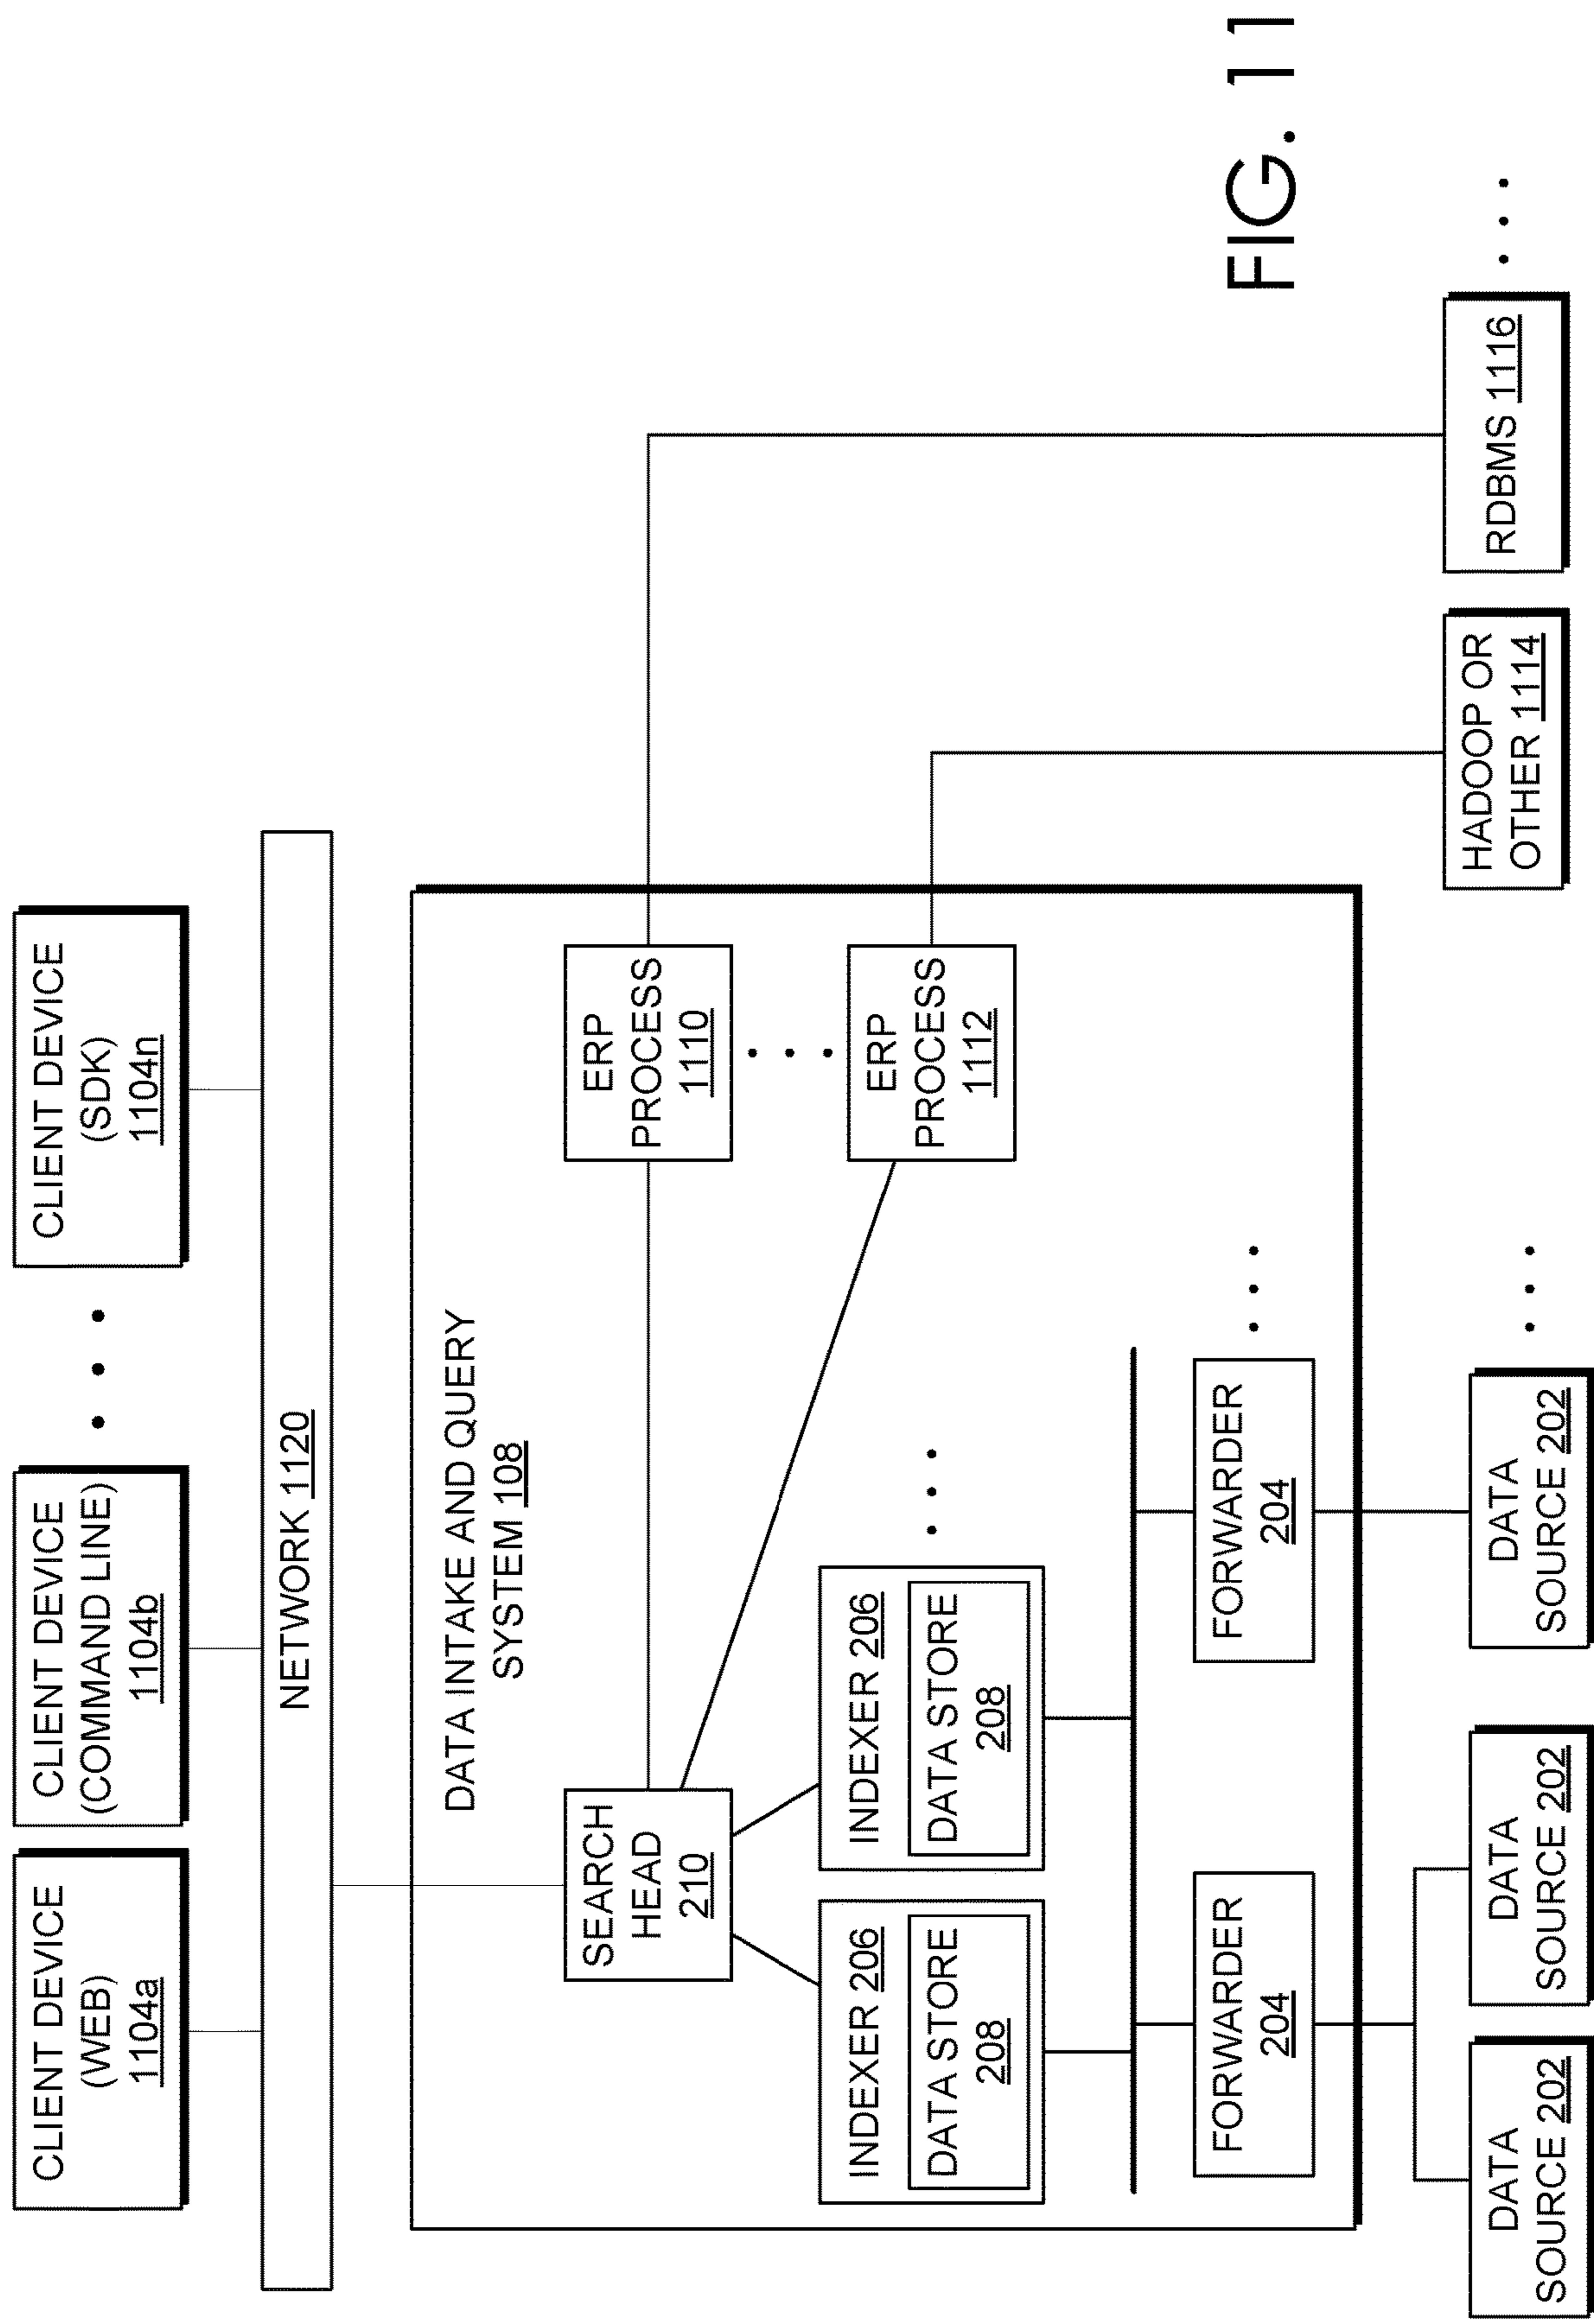 CLIENT DEVICE
(WEB)
1104a
CLIENT DEVICE
(COMMAND LINE)
1104b
CLIENT DEVICE
(SDK)
1104n
NETWORK 1120
DATA INTAKE AND QUERY
SYSTEM 108
SEARCH
HEAD
210
ERP
PROCESS
1110
INDEXER 206
DATA STORE
208
INDEXER 206
DATA STORE
208
ERP
PROCESS
1112
FORWARDER
204
FORWARDER
204
DATA
SOURCE 202
DATA
SOURCE 202
DATA
SOURCE 202
HADOOP OR
OTHER 1114
RDBMS 1116
FIG. 11